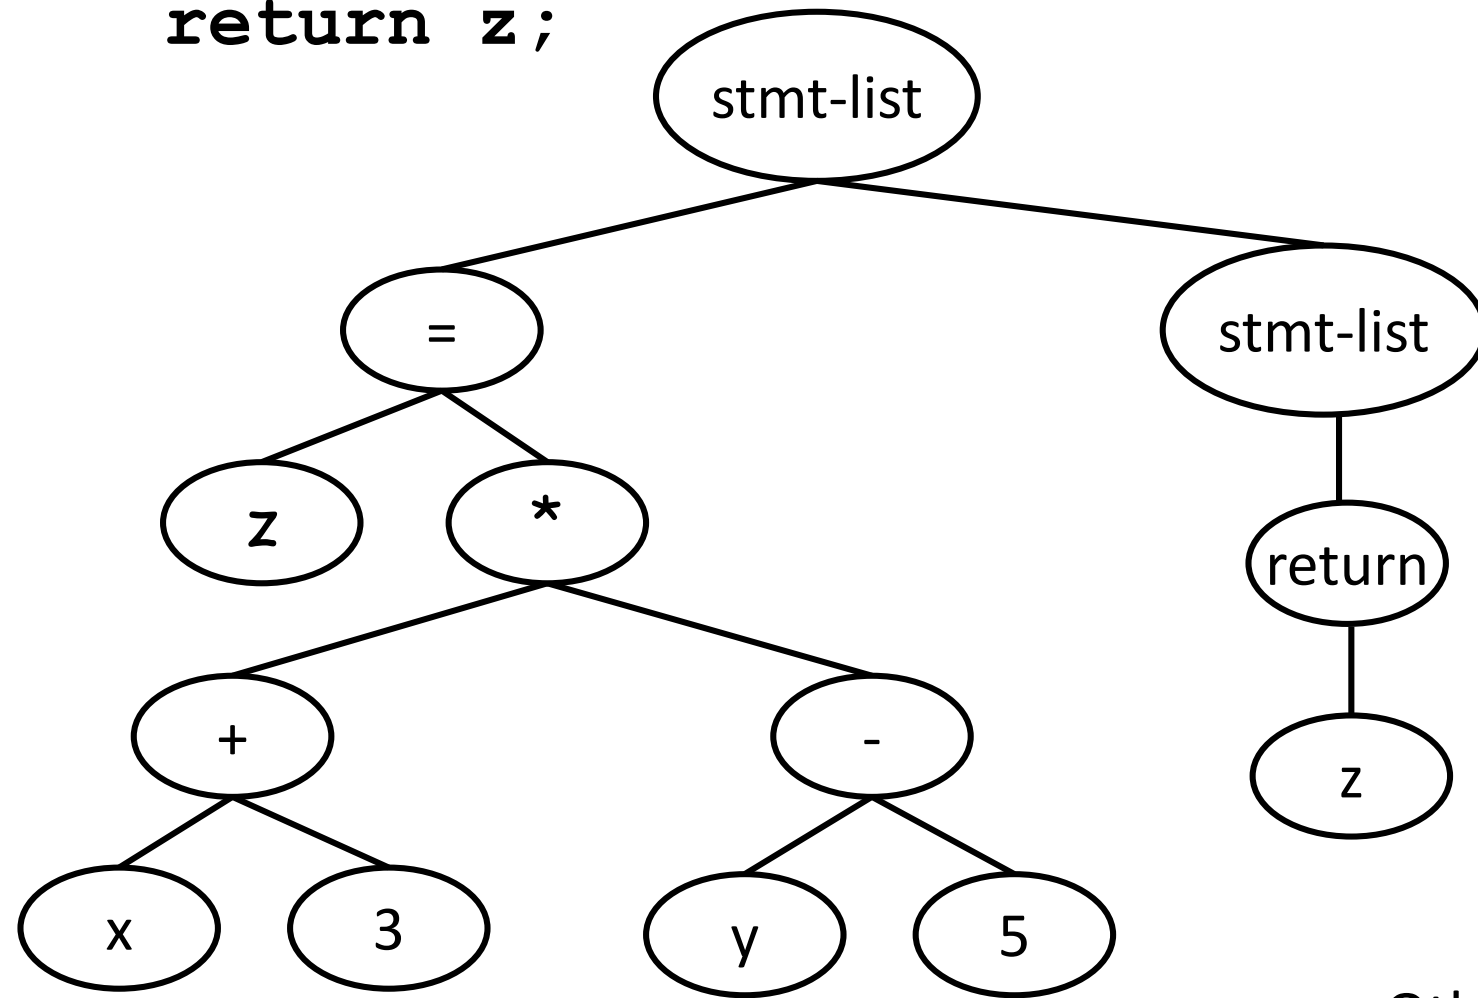 return z;
stmt-list
=
stmt-list
z
*
return
+
-
z
x
3
y
5